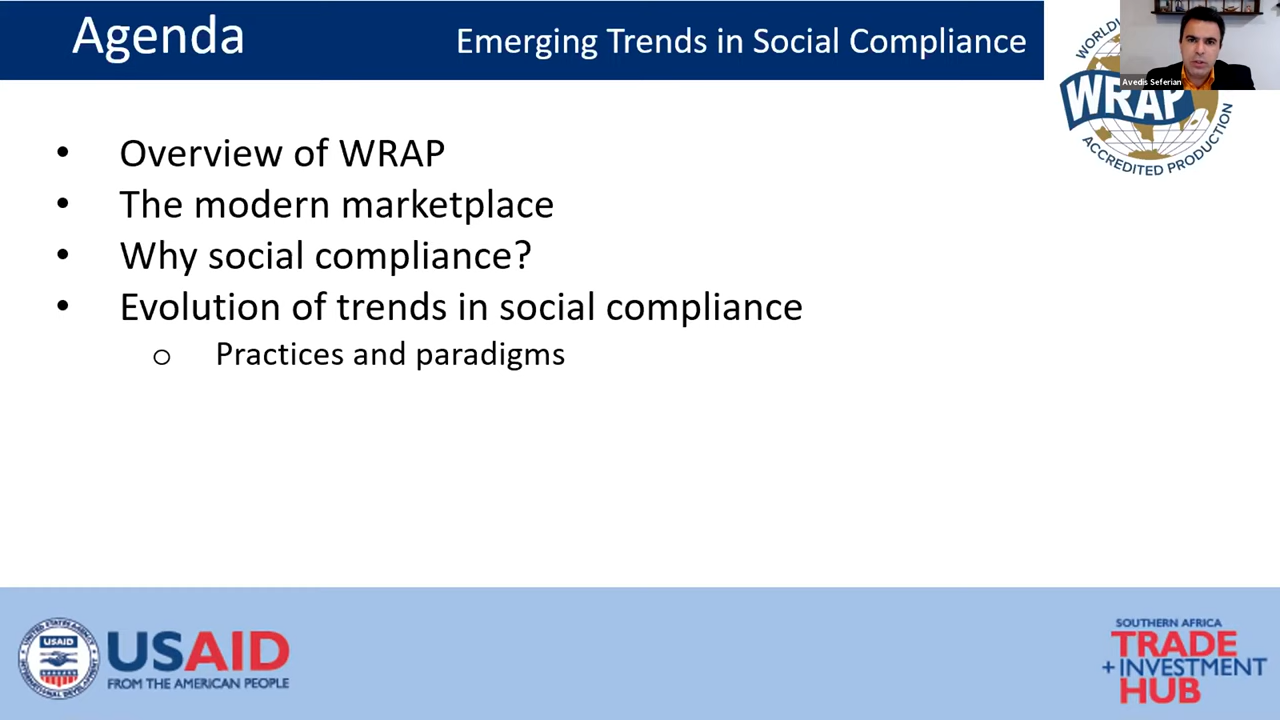 Agenda
Emerging Trends in Social Compliance
Avedis Seferian
WRAP
ACCREDITED PRODUCTION
• Overview of WRAP
• The modern marketplace
• Why social compliance?
• Evolution of trends in social compliance
o Practices and paradigms
USAID
USAID
FROM THE AMERICAN PEOPLE
SOUTHERN AFRICA
TRADE
+INVESTMENT
HUB